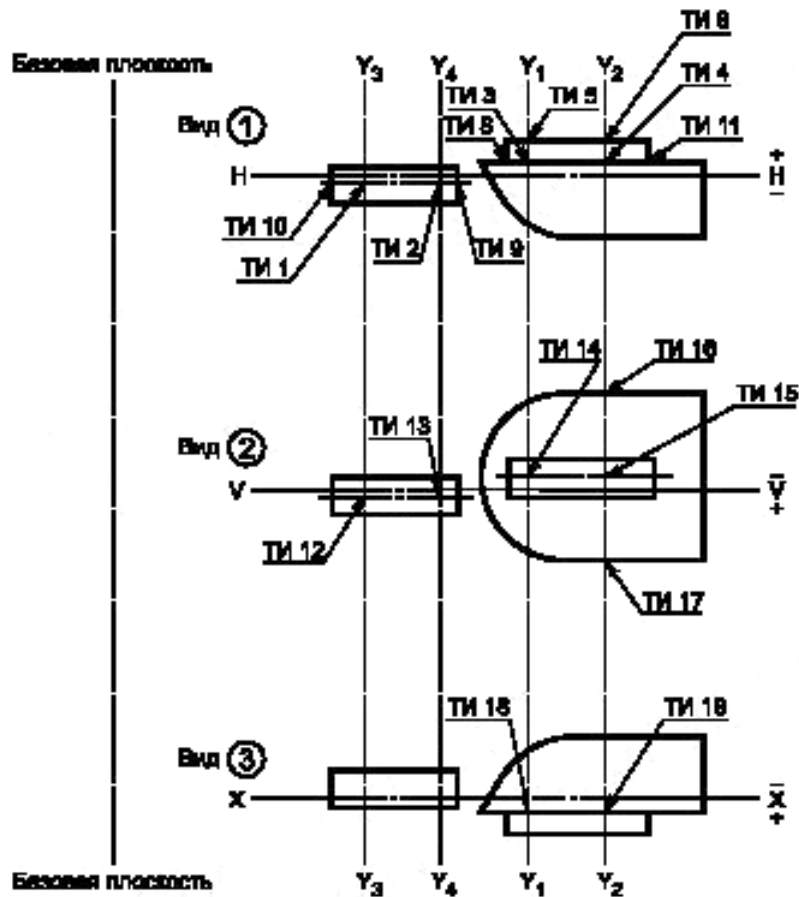 ТИ 8
Базовая плоскость Y3 Y4 Y1 Y2 ТИ 4
ТИ 3 ТИ 5
Вид 1 ТИ 6 ТИ 11
+
H H
−
ТИ 10 ТИ 2 ТИ 9
ТИ 1
ТИ 14 ТИ 16
ТИ 13 ТИ 15
Вид 2
−
V V
+
ТИ 12
ТИ 17
ТИ 18 ТИ 19
Вид 3
−
X X
+
Базовая плоскость Y3 Y4 Y1 Y2